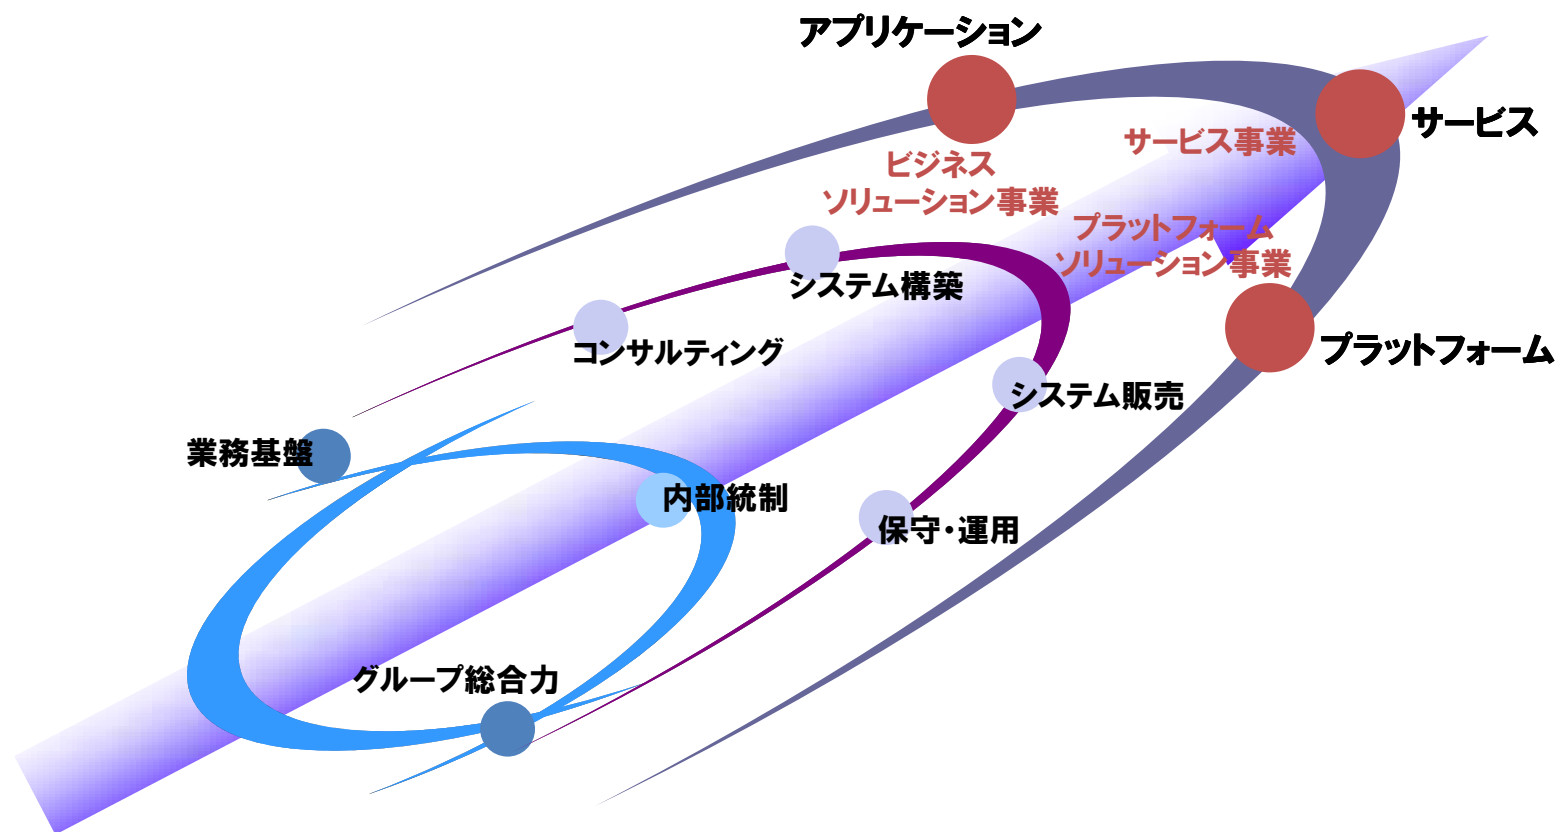 アプリケーション
サービス
サービス事業
ビジネス
ソリューション事業
プラットフォーム
ソリューション事業
システム構築
プラットフォーム
コンサルティング
システム販売
業務基盤
内部統制
保守・運用
グループ総合力